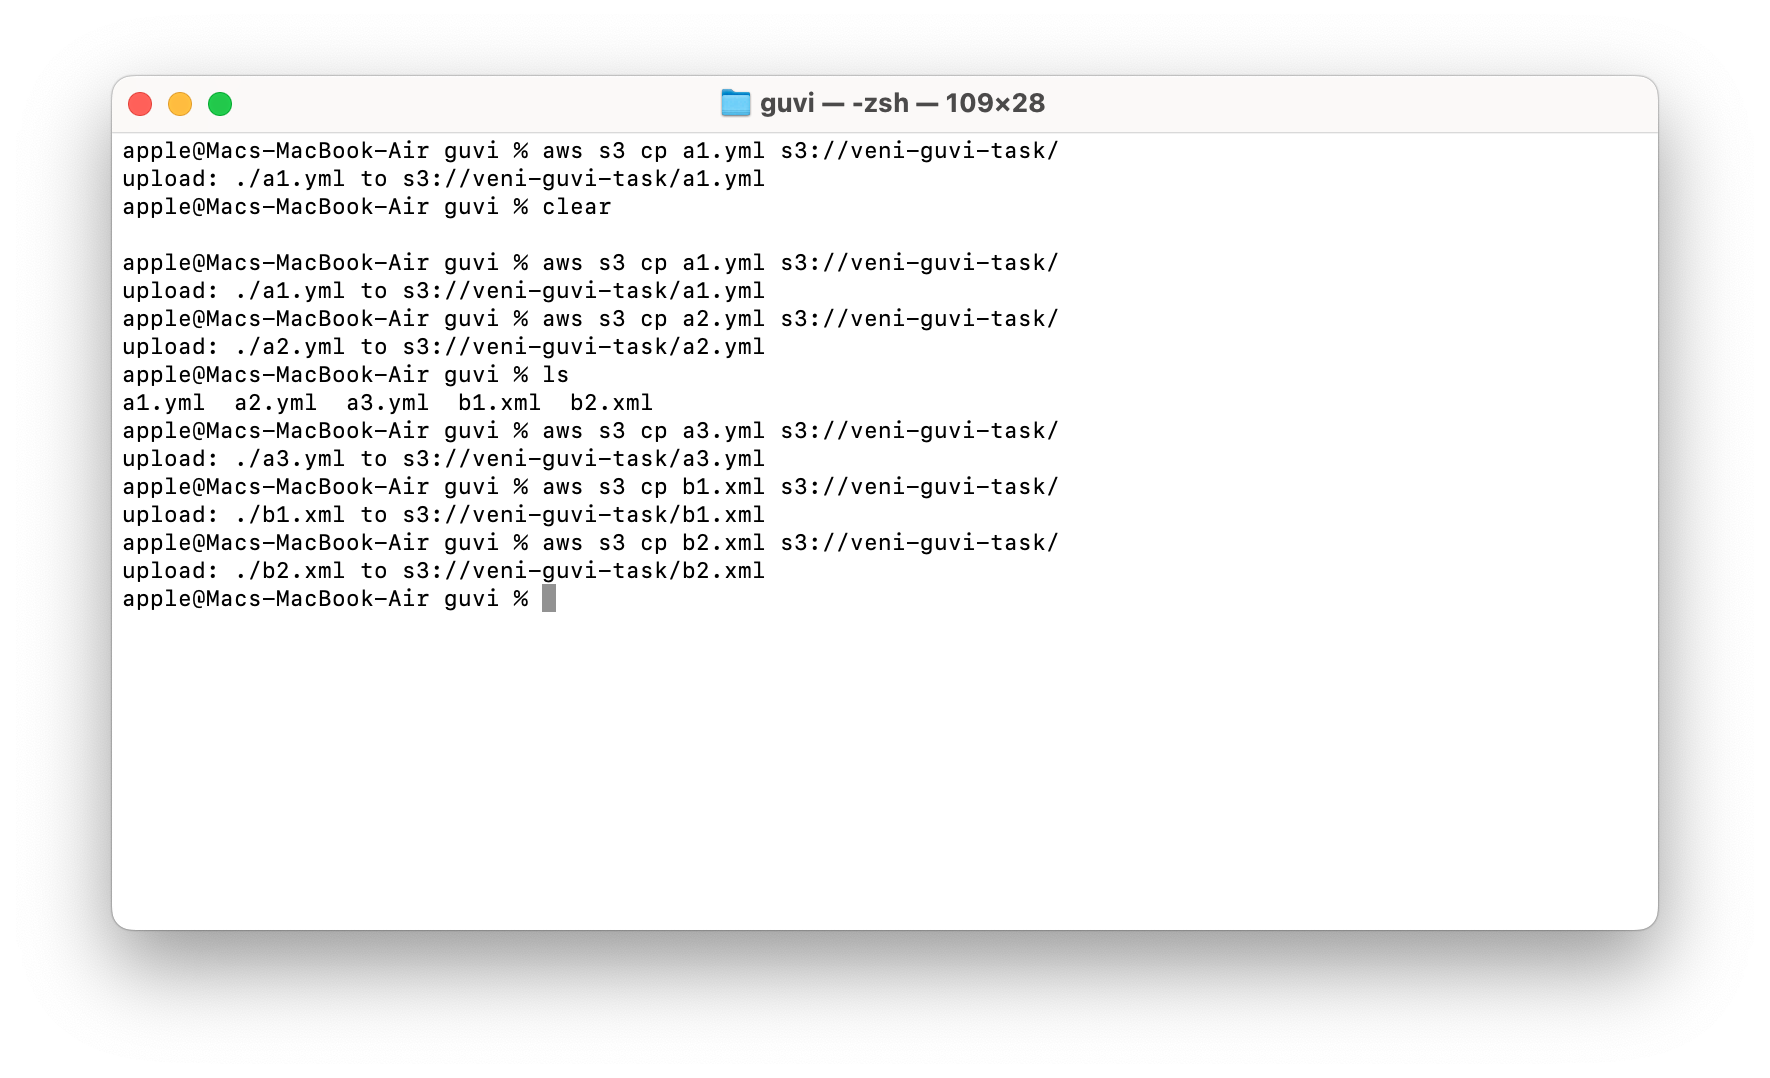 guvi — -zsh — 109×28
apple@Macs-MacBook-Air guvi % aws s3 cp a1.yml s3://veni-guvi-task/
upload: ./a1.yml to s3://veni-guvi-task/a1.yml
apple@Macs-MacBook-Air guvi % clear
apple@Macs-MacBook-Air guvi % aws s3 cp a1.yml s3://veni-guvi-task/
upload: ./a1.yml to s3://veni-guvi-task/a1.yml
apple@Macs-MacBook-Air guvi % aws s3 cp a2.yml s3://veni-guvi-task/
upload: ./a2.yml to s3://veni-guvi-task/a2.yml
apple@Macs-MacBook-Air guvi % ls
a1.yml  a2.yml  a3.yml  b1.xml  b2.xml
apple@Macs-MacBook-Air guvi % aws s3 cp a3.yml s3://veni-guvi-task/
upload: ./a3.yml to s3://veni-guvi-task/a3.yml
apple@Macs-MacBook-Air guvi % aws s3 cp b1.xml s3://veni-guvi-task/
upload: ./b1.xml to s3://veni-guvi-task/b1.xml
apple@Macs-MacBook-Air guvi % aws s3 cp b2.xml s3://veni-guvi-task/
upload: ./b2.xml to s3://veni-guvi-task/b2.xml
apple@Macs-MacBook-Air guvi %